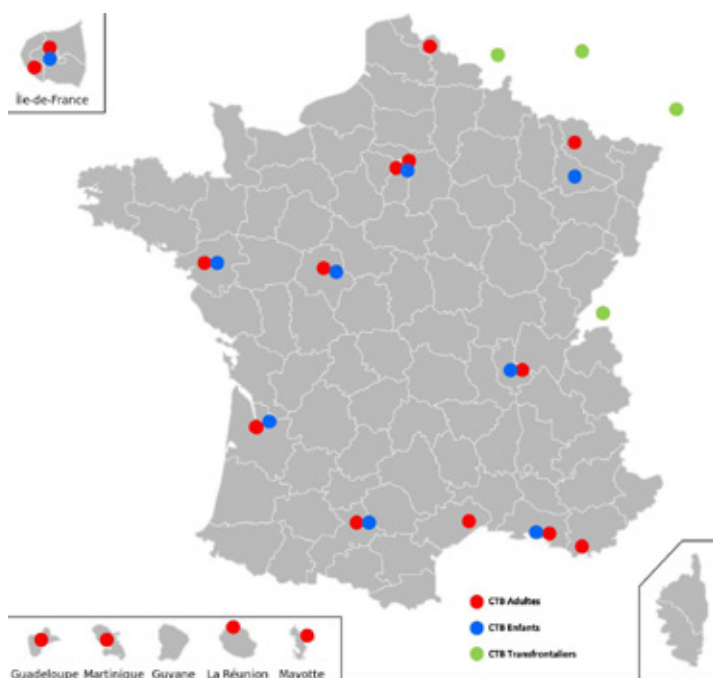 Île-de-France
CTB Adultes
CTB Enfants
CTB Transfrontaliers
Guadeloupe Martinique Guyane La Réunion Mayotte